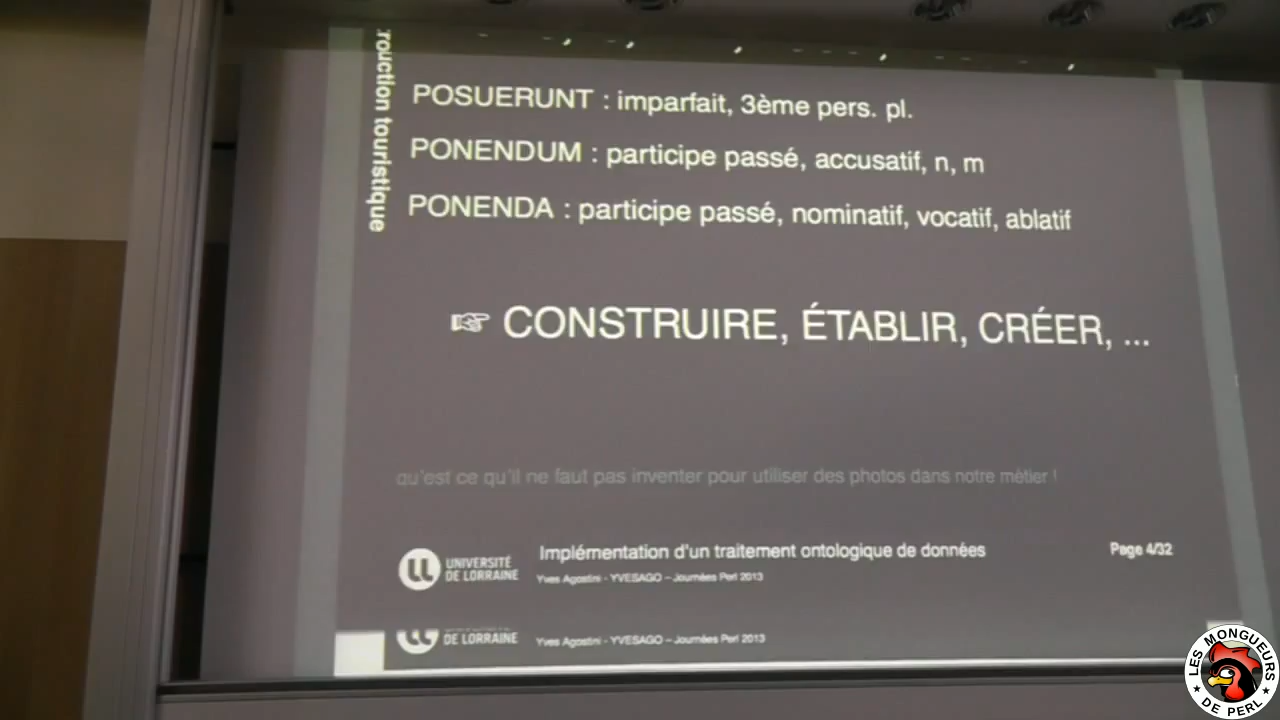 rouction touristique
POSUERUNT : imparfait, 3ème pers. pl.
PONENDUM : participe passé, accusatif, n, m
PONENDA : participe passé, nominatif, vocatif, ablatif
☞ CONSTRUIRE, ÉTABLIR, CRÉER, ...
qu'est ce qu'il ne faut pas inventer pour utiliser des photos dans notre métier !
UNIVERSITÉ
DE LORRAINE
Implémentation d'un traitement ontologique de données
Yves Agostini - YVESAGO – Journées Perl 2013
Page 4/32
DE LORRAINE
Yves Agostini - YVESAGO – Journées Perl 2013
LES MONGUEURS
DE PERL